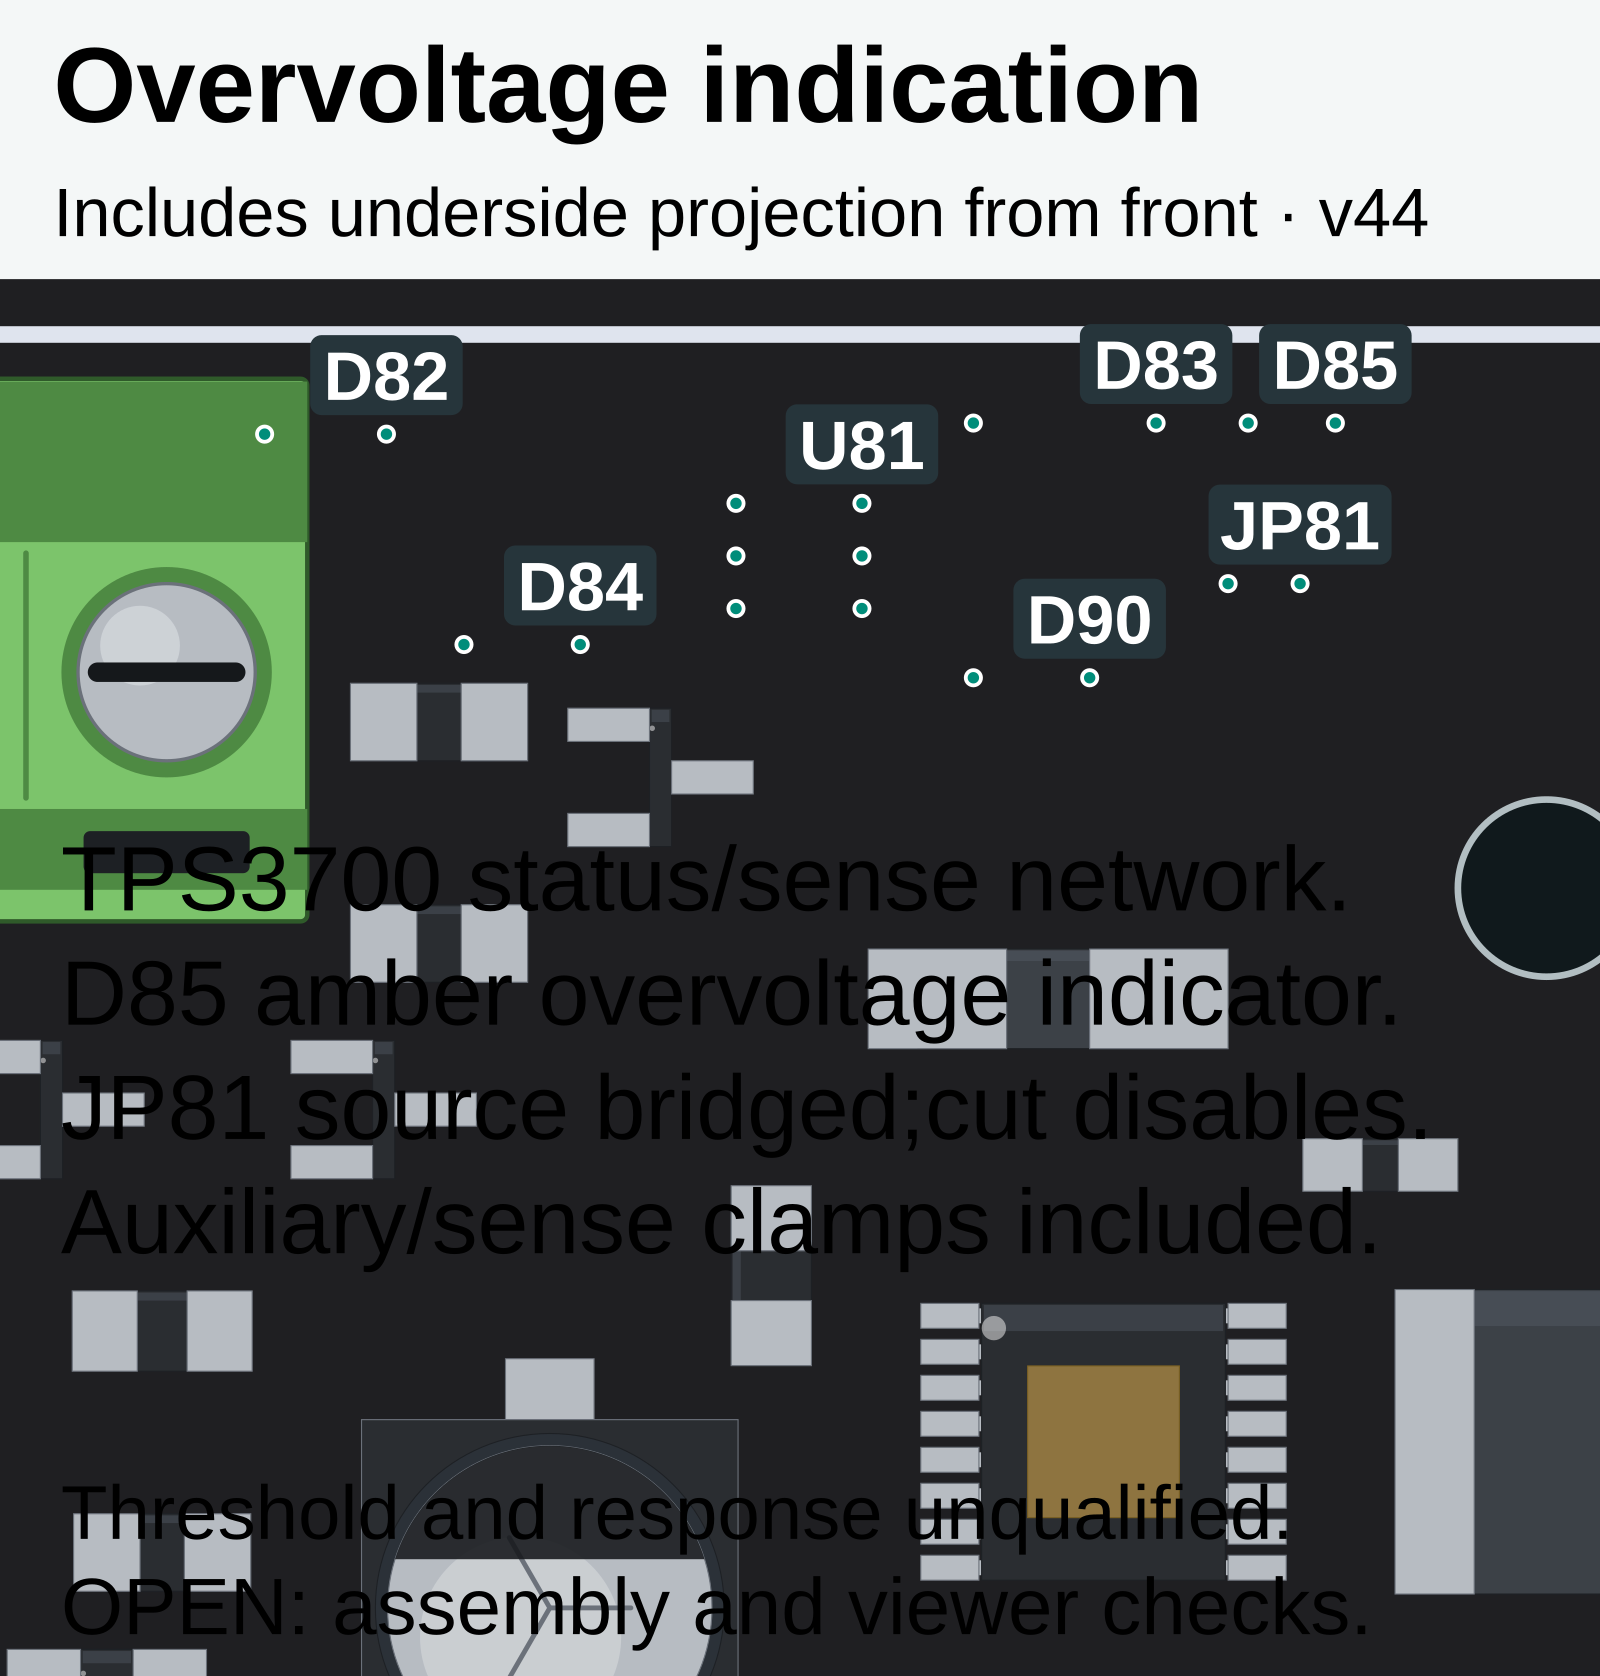 Overvoltage indication
Includes underside projection from front · v44
D82
D83
D85
U81
JP81
D84
D90
TPS3700 status/sense network.
D85 amber overvoltage indicator.
JP81 source bridged;cut disables.
Auxiliary/sense clamps included.
Threshold and response unqualified.
OPEN: assembly and viewer checks.